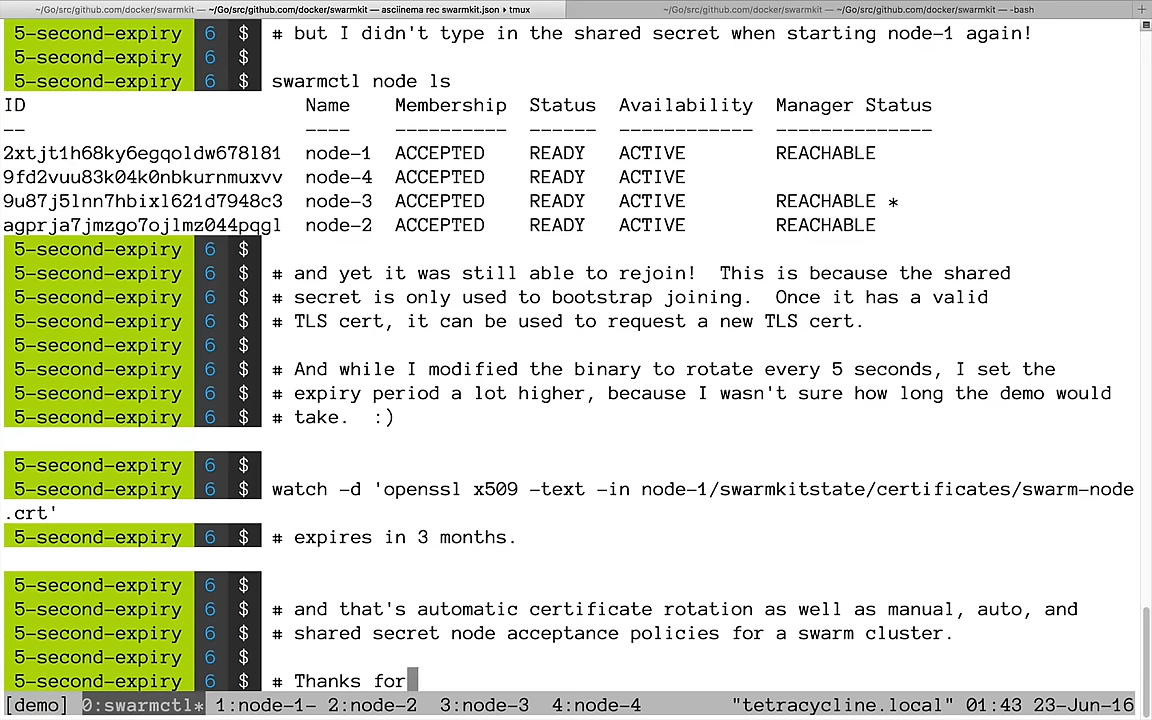 ~/Go/src/github.com/docker/swarmkit — ~/Go/src/github.com/docker/swarmkit — asciinema rec swarmkit.json ▸ tmux ~/Go/src/github.com/docker/swarmkit — ~/Go/src/github.com/docker/swarmkit — -bash +
5-second-expiry 6 $ # but I didn't type in the shared secret when starting node-1 again!
5-second-expiry 6 $
5-second-expiry 6 $ swarmctl node ls
ID Name Membership Status Availability Manager Status
-- ---- ---------- ------ ------------ --------------
2xtjt1h68ky6egqoldw678l81 node-1 ACCEPTED READY ACTIVE REACHABLE
9fd2vuu83k04k0nbkurnmuxvv node-4 ACCEPTED READY ACTIVE
9u87j5lnn7hbixl621d7948c3 node-3 ACCEPTED READY ACTIVE REACHABLE *
agprja7jmzgo7ojlmz044pqgl node-2 ACCEPTED READY ACTIVE REACHABLE
5-second-expiry 6 $
5-second-expiry 6 $ # and yet it was still able to rejoin! This is because the shared
5-second-expiry 6 $ # secret is only used to bootstrap joining. Once it has a valid
5-second-expiry 6 $ # TLS cert, it can be used to request a new TLS cert.
5-second-expiry 6 $
5-second-expiry 6 $ # And while I modified the binary to rotate every 5 seconds, I set the
5-second-expiry 6 $ # expiry period a lot higher, because I wasn't sure how long the demo would
5-second-expiry 6 $ # take. :)
5-second-expiry 6 $
5-second-expiry 6 $ watch -d 'openssl x509 -text -in node-1/swarmkitstate/certificates/swarm-node
.crt'
5-second-expiry 6 $ # expires in 3 months.
5-second-expiry 6 $
5-second-expiry 6 $ # and that's automatic certificate rotation as well as manual, auto, and
5-second-expiry 6 $ # shared secret node acceptance policies for a swarm cluster.
5-second-expiry 6 $
5-second-expiry 6 $ # Thanks for
[demo] 0:swarmctl* 1:node-1- 2:node-2 3:node-3 4:node-4 "tetracycline.local" 01:43 23-Jun-16